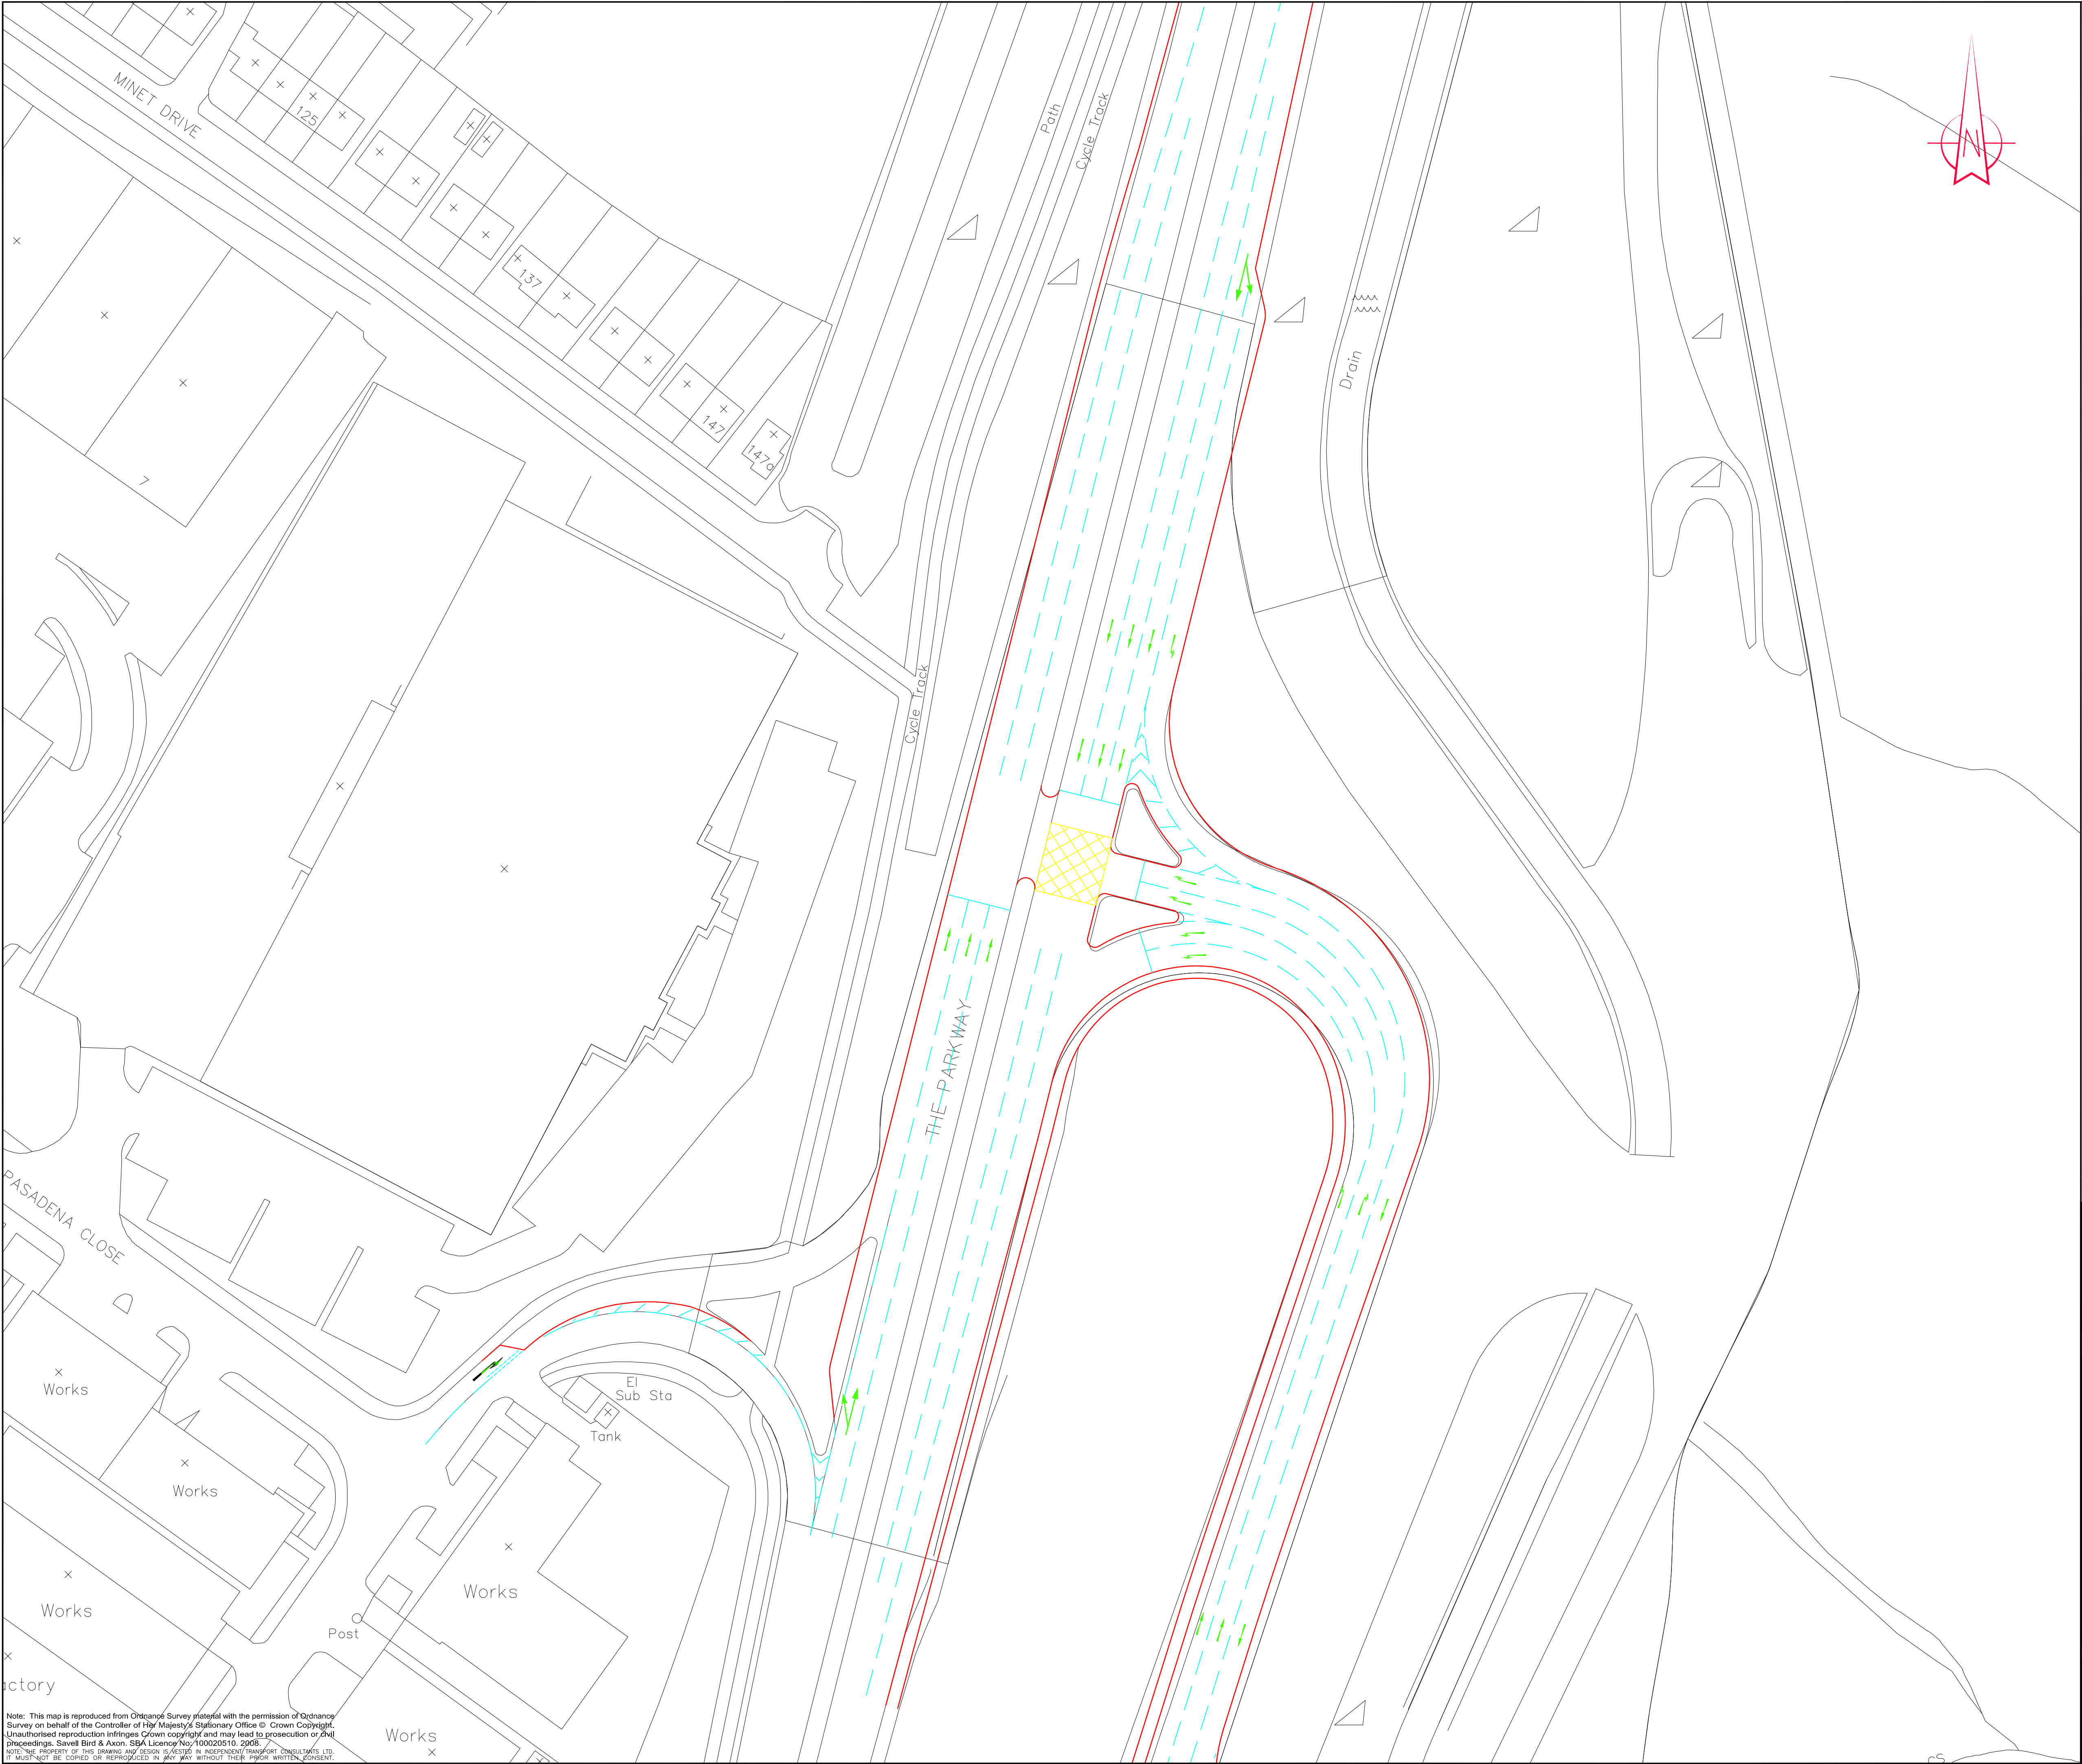 MINET DRIVE
125
Path
Cycle Track
N
137
147
147a
Drain
7
Cycle Track
THE PARKWAY
PASADENA CLOSE
El
Sub Sta
Tank
Works
Works
Works
Works
Post
Works
actory
Note: This map is reproduced from Ordnance Survey material with the permission of Ordnance
Survey on behalf of the Controller of Her Majesty's Stationary Office © Crown Copyright.
Unauthorised reproduction infringes Crown copyright and may lead to prosecution or civil
proceedings. Savell Bird & Axon. SBA Licence No: 100020510. 2008.
NOTE: THE PROPERTY OF THIS DRAWING AND DESIGN IS VESTED IN INDEPENDENT TRANSPORT CONSULTANTS LTD.
IT MUST NOT BE COPIED OR REPRODUCED IN ANY WAY WITHOUT THEIR PRIOR WRITTEN CONSENT.